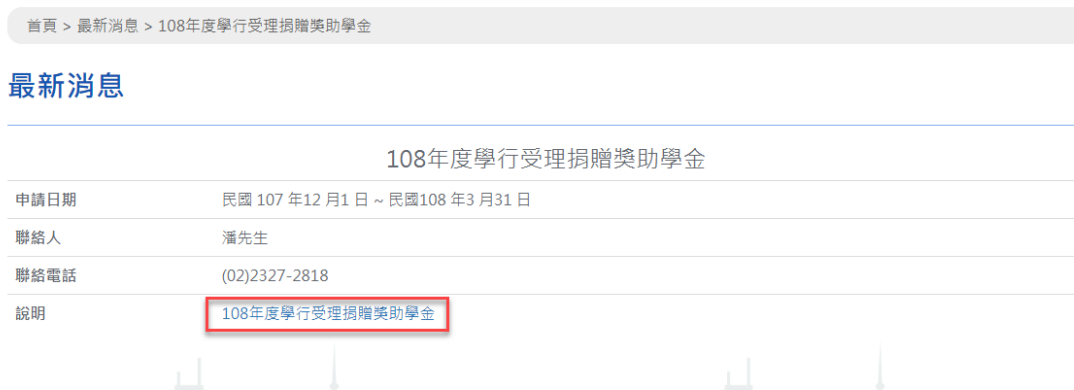 首頁 > 最新消息 > 108年度學行受理捐贈獎助學金
最新消息
108年度學行受理捐贈獎助學金
申請日期 民國 107 年12 月1 日 ~ 民國108 年3 月31 日
聯絡人 潘先生
聯絡電話 (02)2327-2818
說明 108年度學行受理捐贈獎助學金